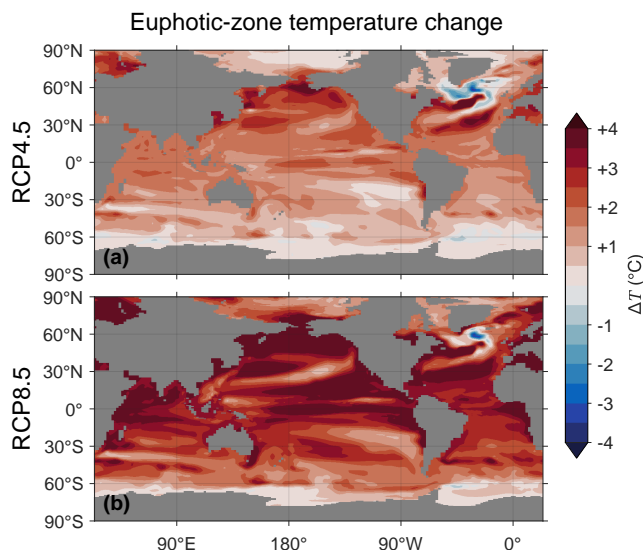 Euphotic-zone temperature change
RCP4.5
90°N
60°N
30°N
0°
30°S
60°S
90°S
(a)
RCP8.5
90°N
60°N
30°N
0°
30°S
60°S
90°S
(b)
90°E
180°
90°W
0°
+4
+3
+2
+1
-1
-2
-3
-4
ΔT (°C)